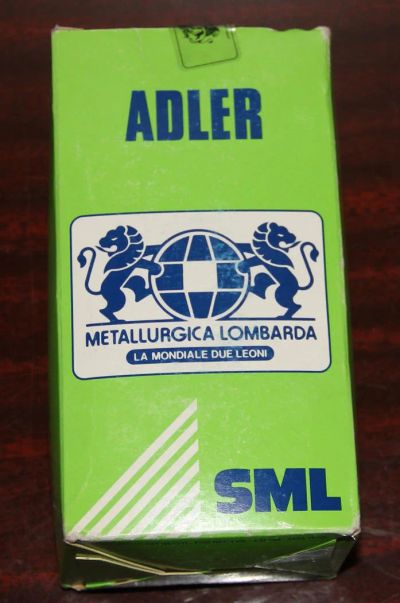 ADLER
METALLURGICA LOMBARDA
LA MONDIALE DUE LEONI
SML